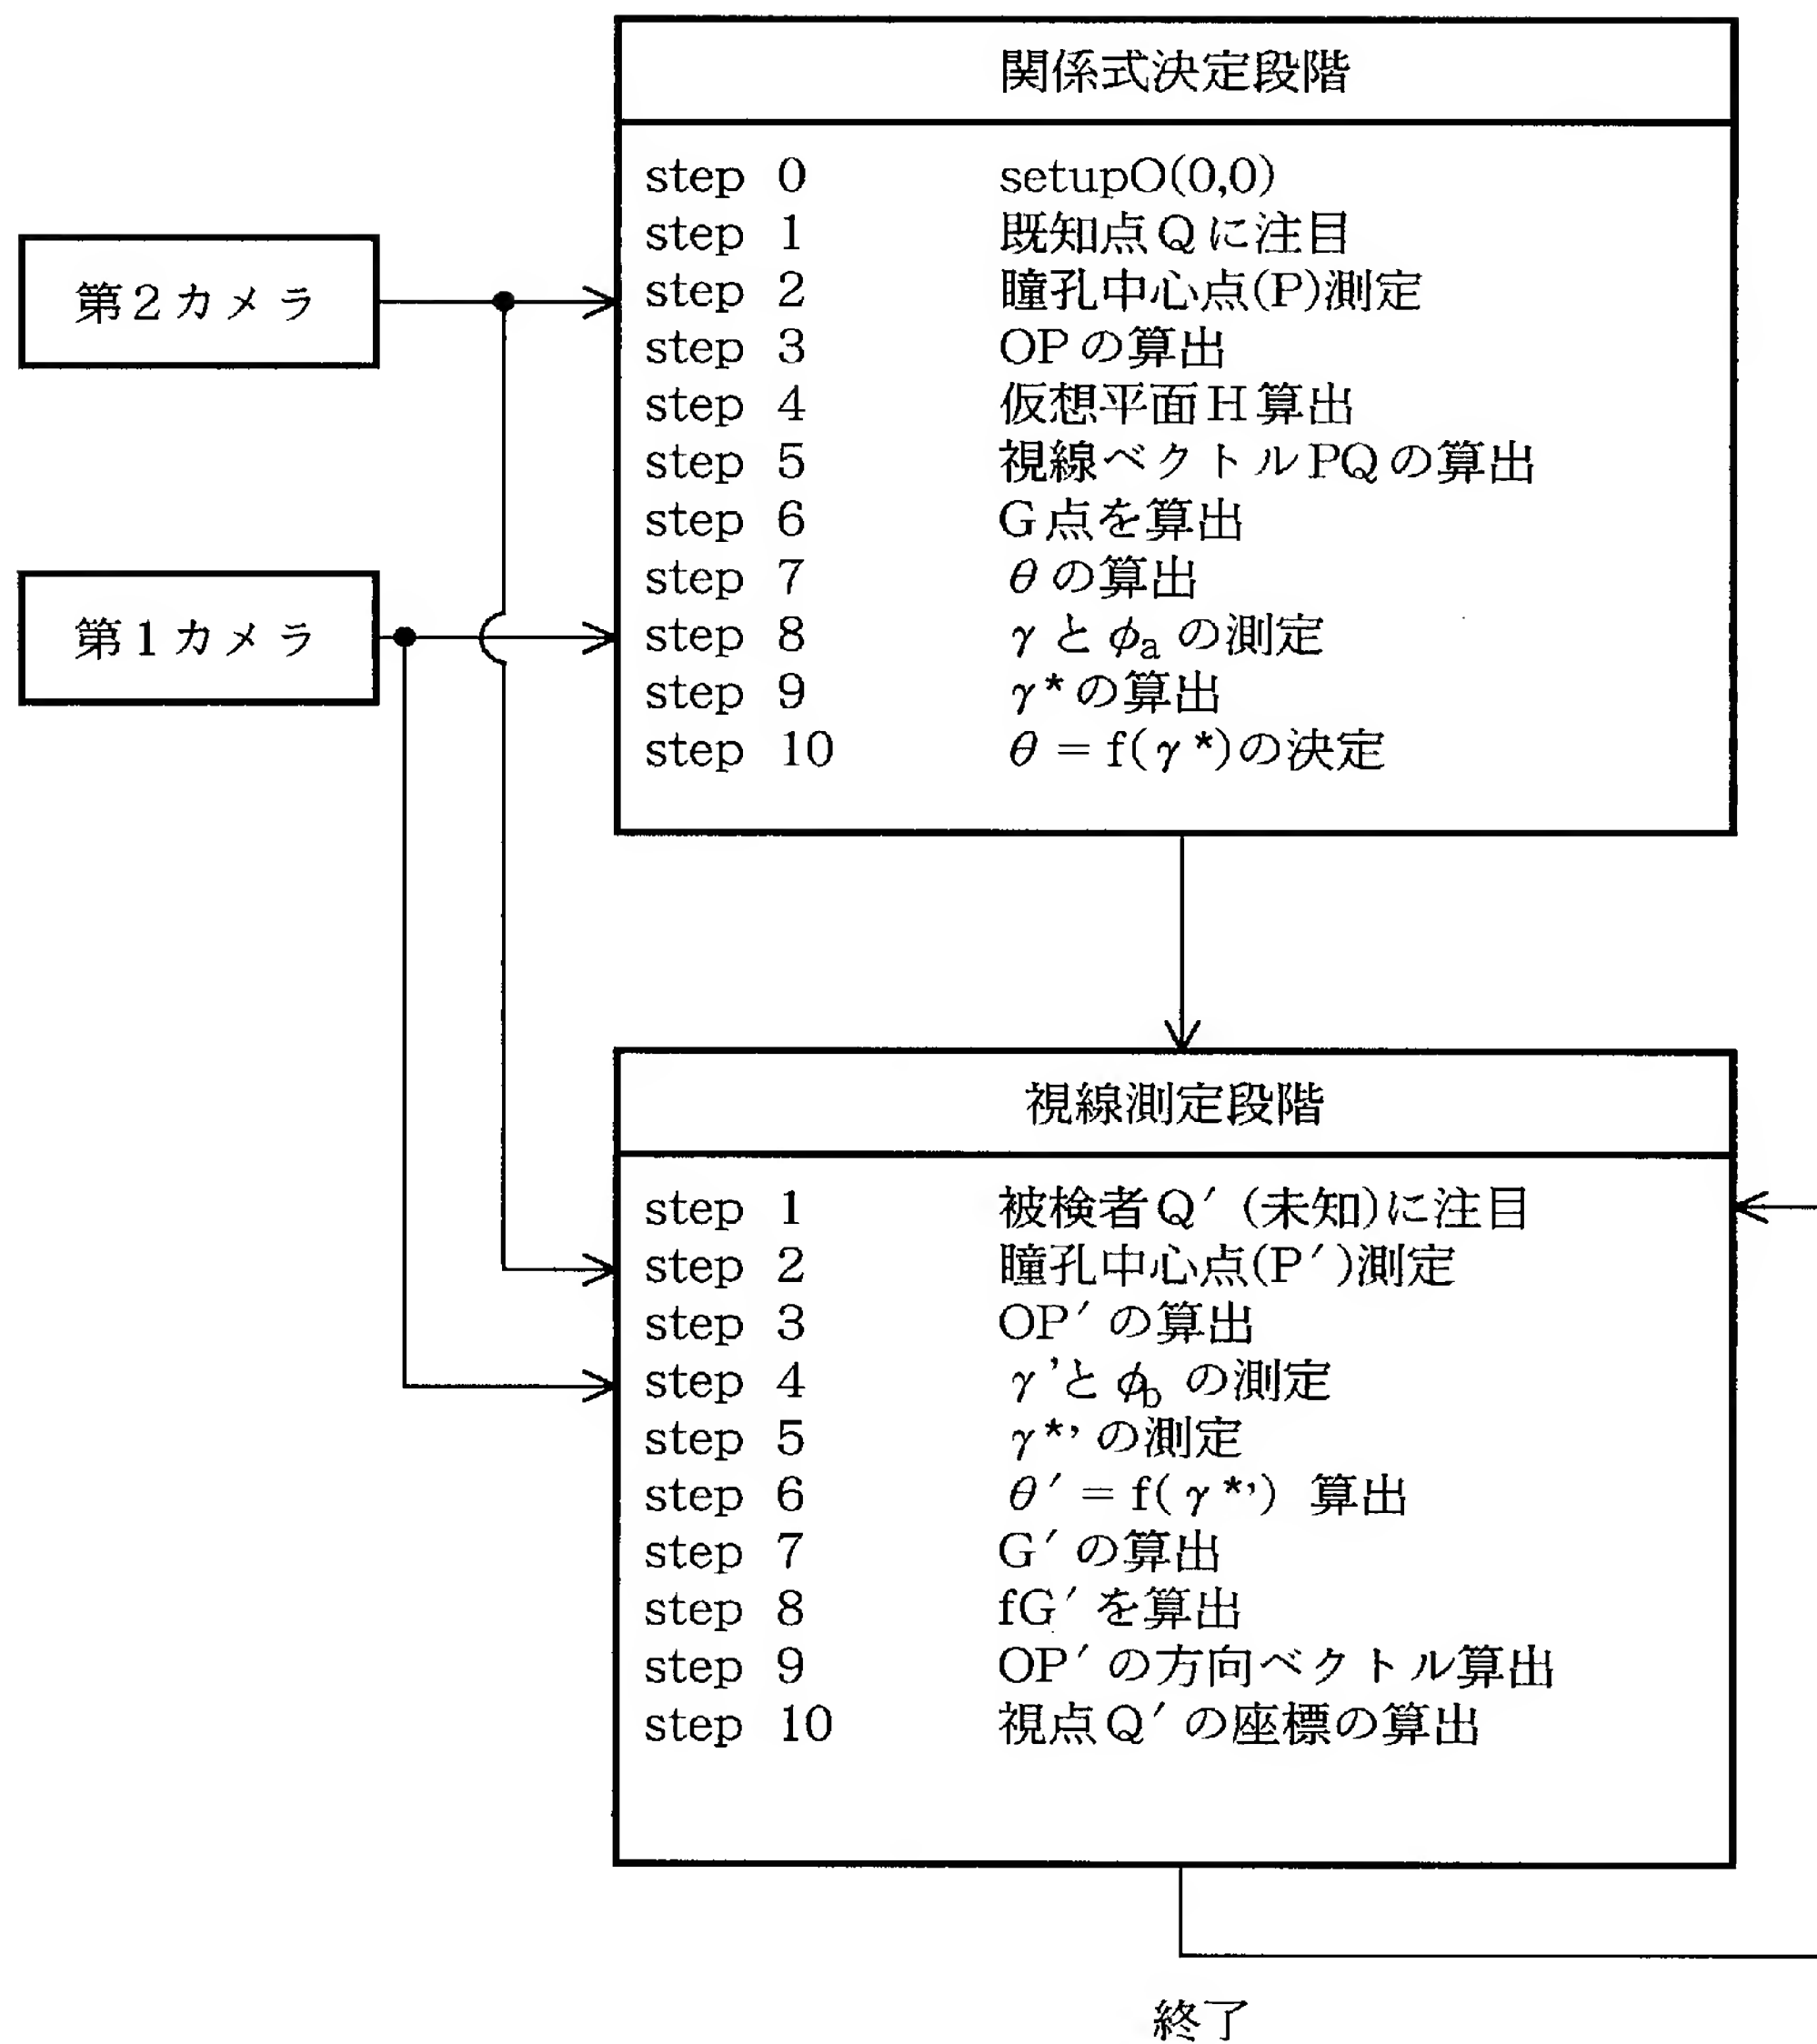 関係式決定段階
step 0 setupO(0,0)
step 1 既知点Qに注目
step 2 瞳孔中心点(P)測定
step 3 OPの算出
step 4 仮想平面H算出
step 5 視線ベクトルPQの算出
step 6 G点を算出
step 7 θの算出
step 8 γとφaの測定
step 9 γ*の算出
step 10 θ=f(γ*)の決定
第2カメラ
第1カメラ
視線測定段階
step 1 被検者Q′(未知)に注目
step 2 瞳孔中心点(P′)測定
step 3 OP′の算出
step 4 γ'とφbの測定
step 5 γ*'の測定
step 6 θ′=f(γ*') 算出
step 7 G′の算出
step 8 fG′を算出
step 9 OP′の方向ベクトル算出
step 10 視点Q′の座標の算出
終了